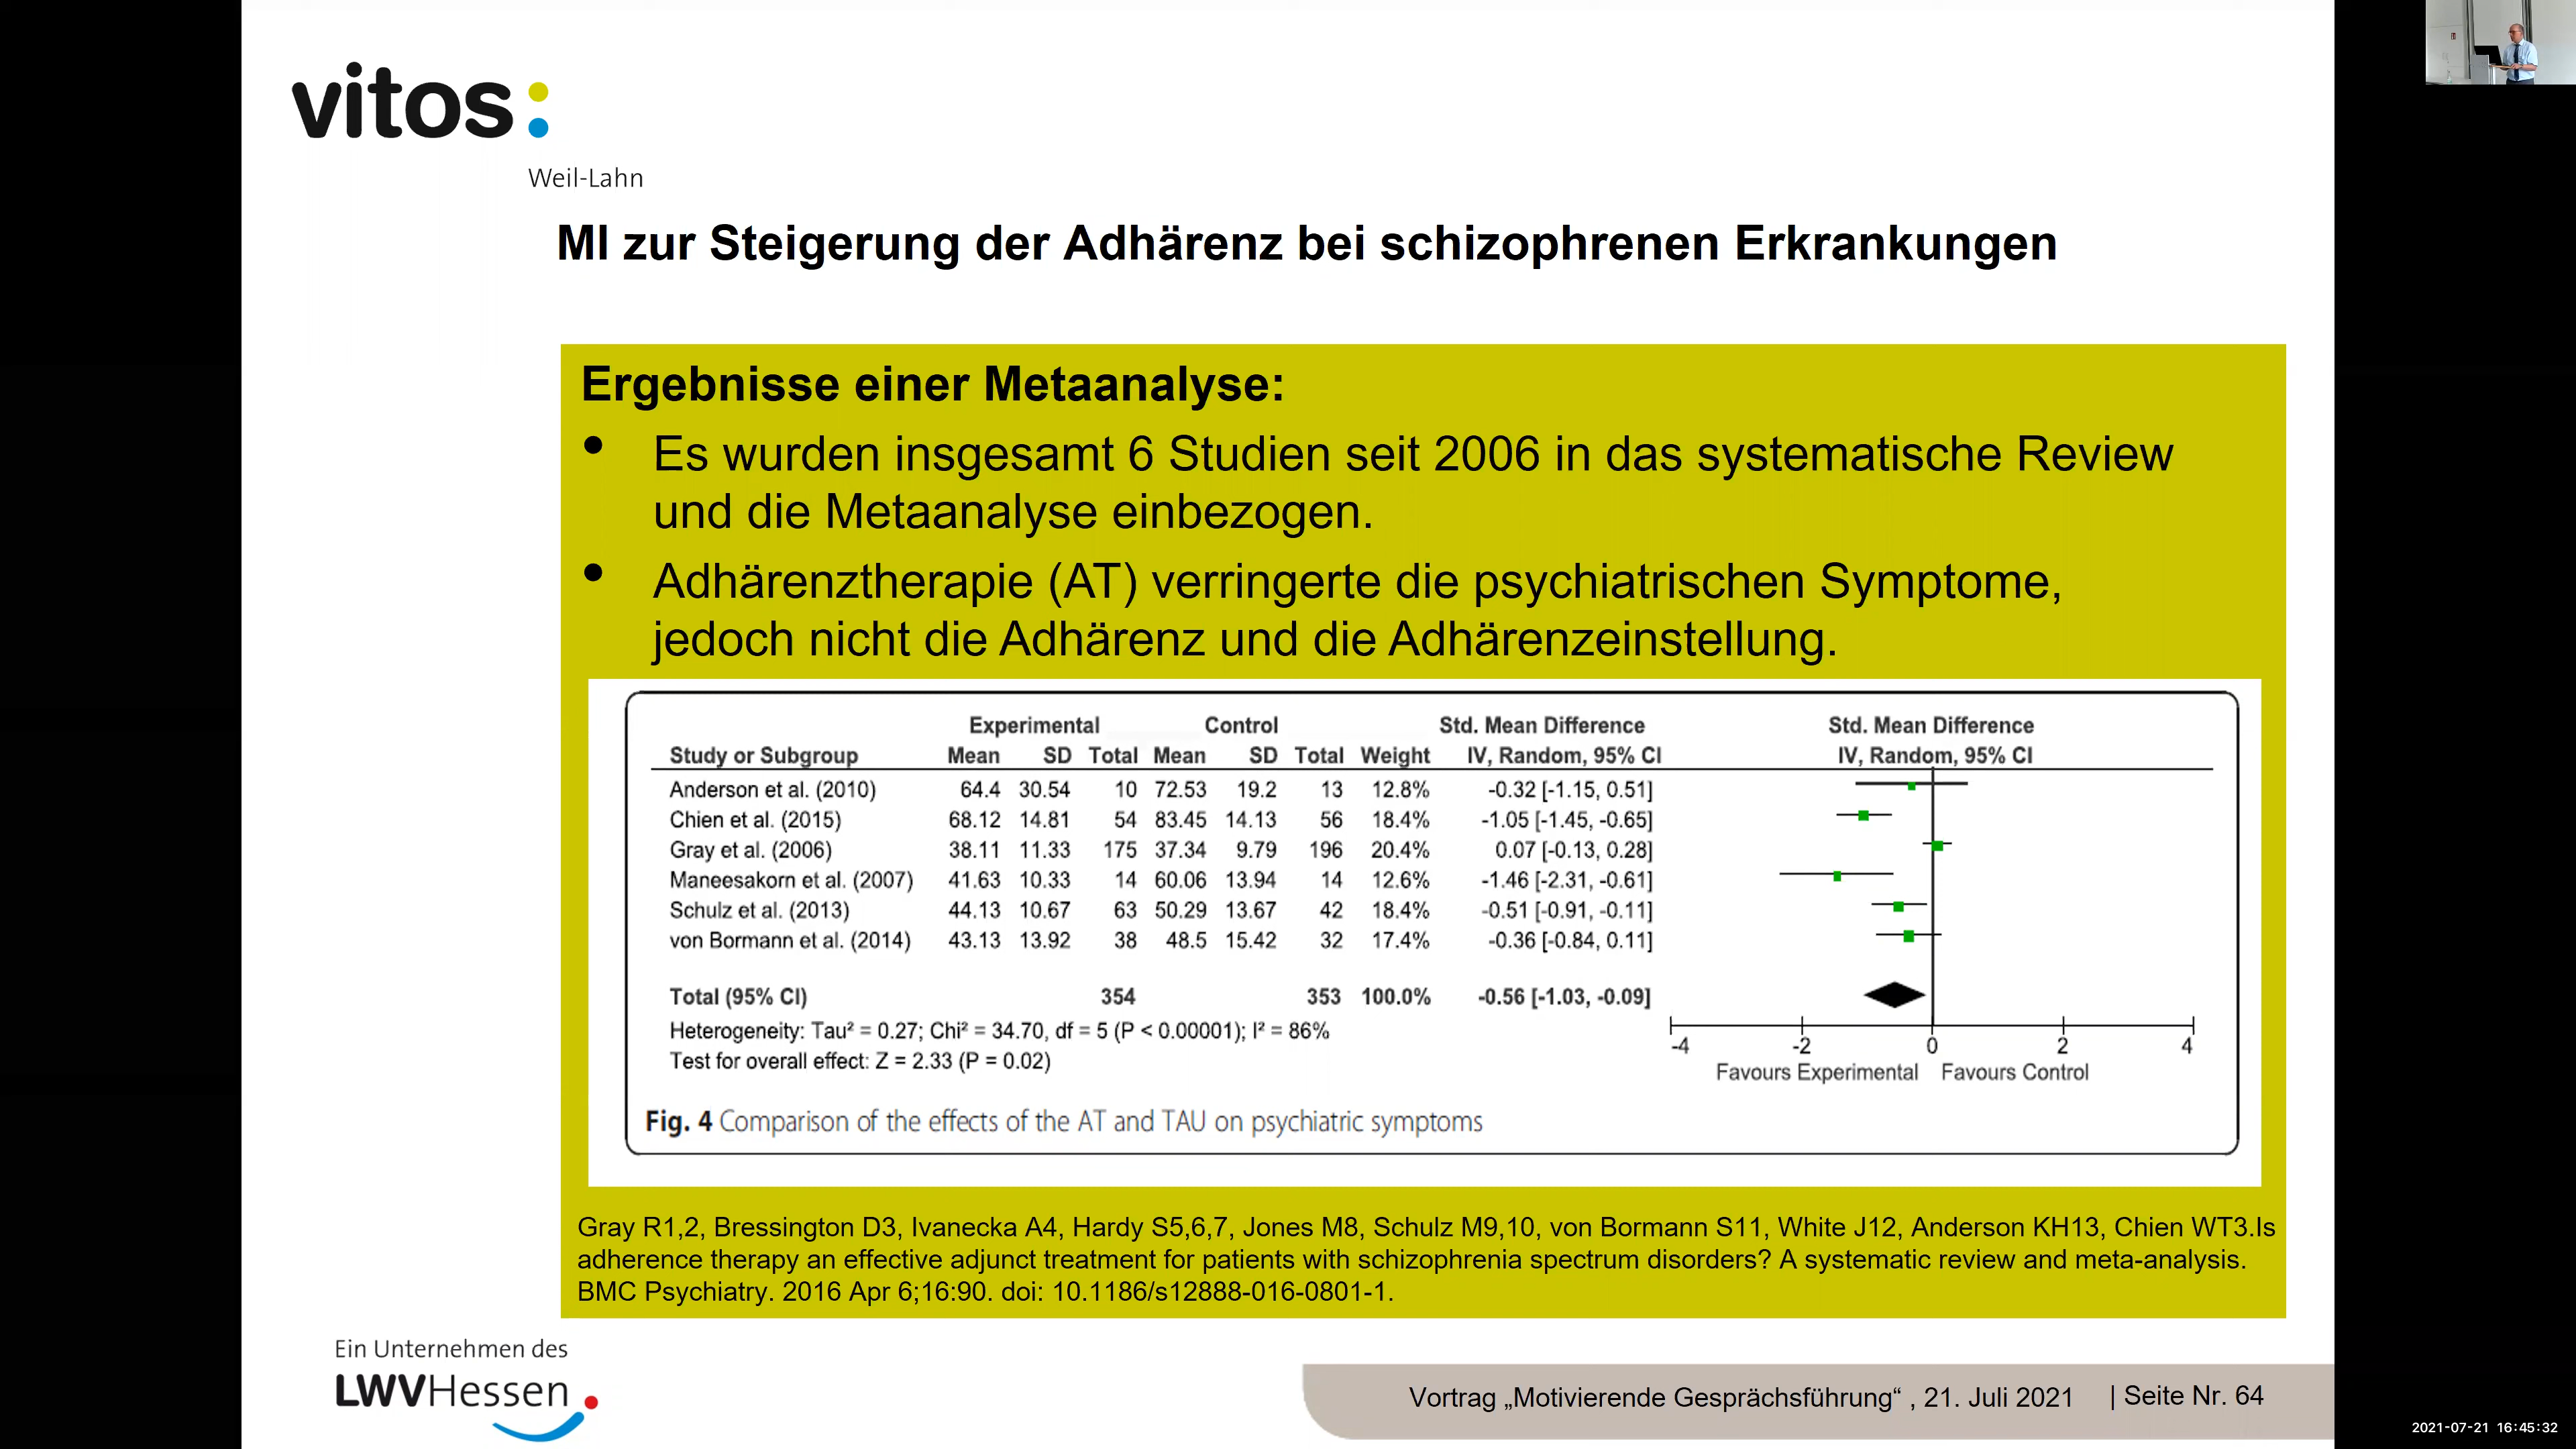 vitos:
Weil-Lahn
MI zur Steigerung der Adhärenz bei schizophrenen Erkrankungen
Ergebnisse einer Metaanalyse:
• Es wurden insgesamt 6 Studien seit 2006 in das systematische Review
und die Metaanalyse einbezogen.
• Adhärenztherapie (AT) verringerte die psychiatrischen Symptome,
jedoch nicht die Adhärenz und die Adhärenzeinstellung.
Experimental Control Std. Mean Difference Std. Mean Difference
Study or Subgroup Mean SD Total Mean SD Total Weight IV, Random, 95% CI IV, Random, 95% CI
Anderson et al. (2010) 64.4 30.54 10 72.53 19.2 13 12.8% -0.32 [-1.15, 0.51]
Chien et al. (2015) 68.12 14.81 54 83.45 14.13 56 18.4% -1.05 [-1.45, -0.65]
Gray et al. (2006) 38.11 11.33 175 37.34 9.79 196 20.4% 0.07 [-0.13, 0.28]
Maneesakorn et al. (2007) 41.63 10.33 14 60.06 13.94 14 12.6% -1.46 [-2.31, -0.61]
Schulz et al. (2013) 44.13 10.67 63 50.29 13.67 42 18.4% -0.51 [-0.91, -0.11]
von Bormann et al. (2014) 43.13 13.92 38 48.5 15.42 32 17.4% -0.36 [-0.84, 0.11]
Total (95% CI) 354 353 100.0% -0.56 [-1.03, -0.09]
Heterogeneity: Tau² = 0.27; Chi² = 34.70, df = 5 (P < 0.00001); I² = 86%
Test for overall effect: Z = 2.33 (P = 0.02)
-4 -2 0 2 4
Favours Experimental Favours Control
Fig. 4 Comparison of the effects of the AT and TAU on psychiatric symptoms
Gray R1,2, Bressington D3, Ivanecka A4, Hardy S5,6,7, Jones M8, Schulz M9,10, von Bormann S11, White J12, Anderson KH13, Chien WT3.Is
adherence therapy an effective adjunct treatment for patients with schizophrenia spectrum disorders? A systematic review and meta-analysis.
BMC Psychiatry. 2016 Apr 6;16:90. doi: 10.1186/s12888-016-0801-1.
Ein Unternehmen des
LWVHessen
Vortrag „Motivierende Gesprächsführung“ , 21. Juli 2021 | Seite Nr. 64
2021-07-21 16:45:32